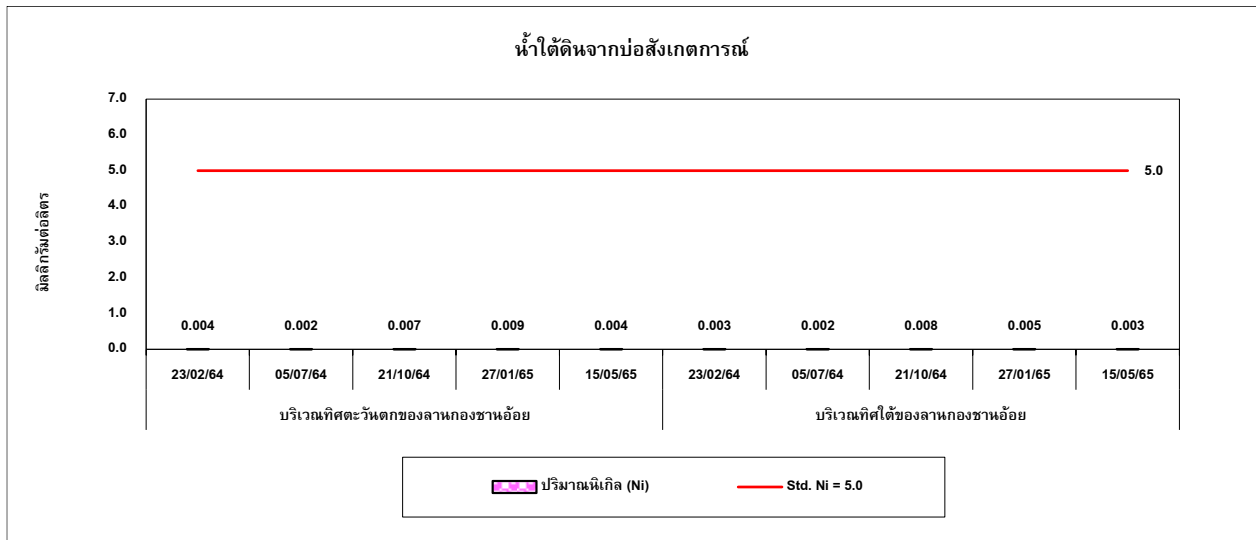 น้ำใต้ดินจากบ่อสังเกตการณ์
มิลลิกรัมต่อลิตร
7.0
6.0
5.0
4.0
3.0
2.0
1.0
0.0
5.0
0.004 0.002 0.007 0.009 0.004 0.003 0.002 0.008 0.005 0.003
23/02/64 05/07/64 21/10/64 27/01/65 15/05/65 23/02/64 05/07/64 21/10/64 27/01/65 15/05/65
บริเวณทิศตะวันตกของลานกองชานอ้อย บริเวณทิศใต้ของลานกองชานอ้อย
ปริมาณนิเกิล (Ni) Std. Ni = 5.0